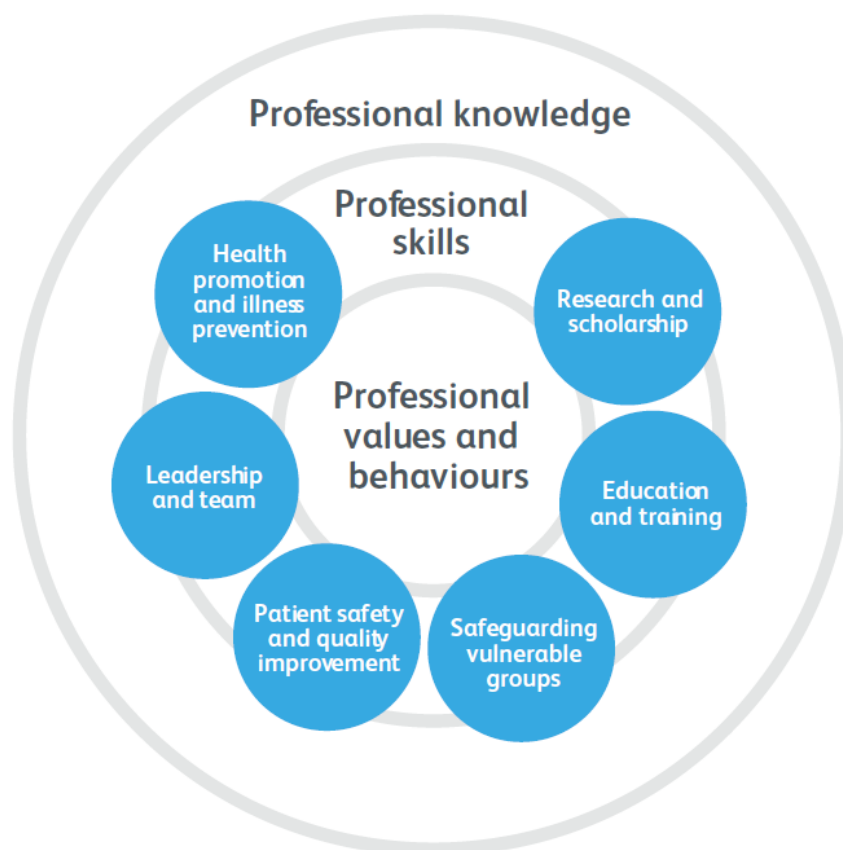 Professional knowledge
Professional
skills
Health
promotion
and illness
prevention
Research and
scholarship
Professional
values and
behaviours
Leadership
and team
Education
and training
Patient safety
and quality
improvement
Safeguarding
vulnerable
groups